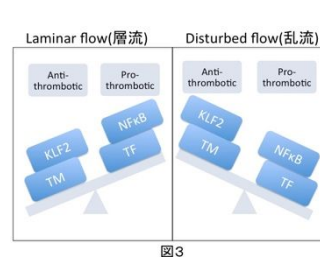 Laminar flow(層流)
Disturbed flow(乱流)
Anti-
thrombotic
Pro-
thrombotic
KLF2
TM
NFκB
TF
Anti-
thrombotic
Pro-
thrombotic
KLF2
TM
NFκB
TF
図3